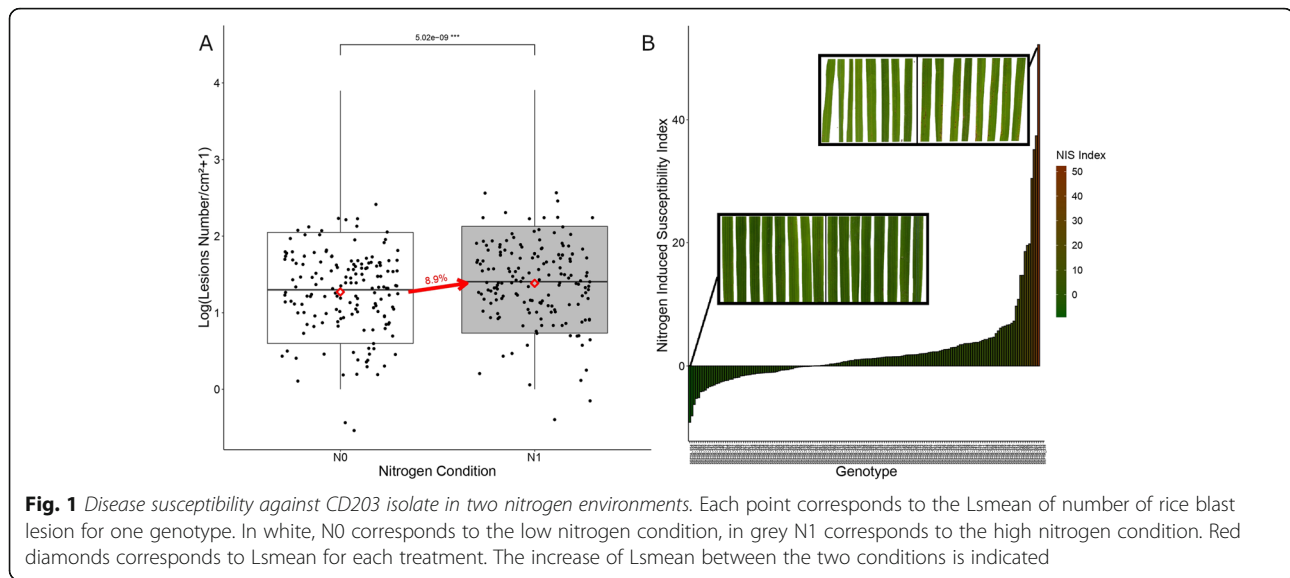 A
5.02e-09 ***
Log(Lesions Number/cm²+1)
4
3
2
1
0
8.9%
N0
N1
Nitrogen Condition
B
Nitrogen Induced Susceptibility Index
40
20
0
Genotype
NIS Index
50
40
30
20
10
0
Fig. 1 Disease susceptibility against CD203 isolate in two nitrogen environments. Each point corresponds to the Lsmean of number of rice blast
lesion for one genotype. In white, N0 corresponds to the low nitrogen condition, in grey N1 corresponds to the high nitrogen condition. Red
diamonds corresponds to Lsmean for each treatment. The increase of Lsmean between the two conditions is indicated